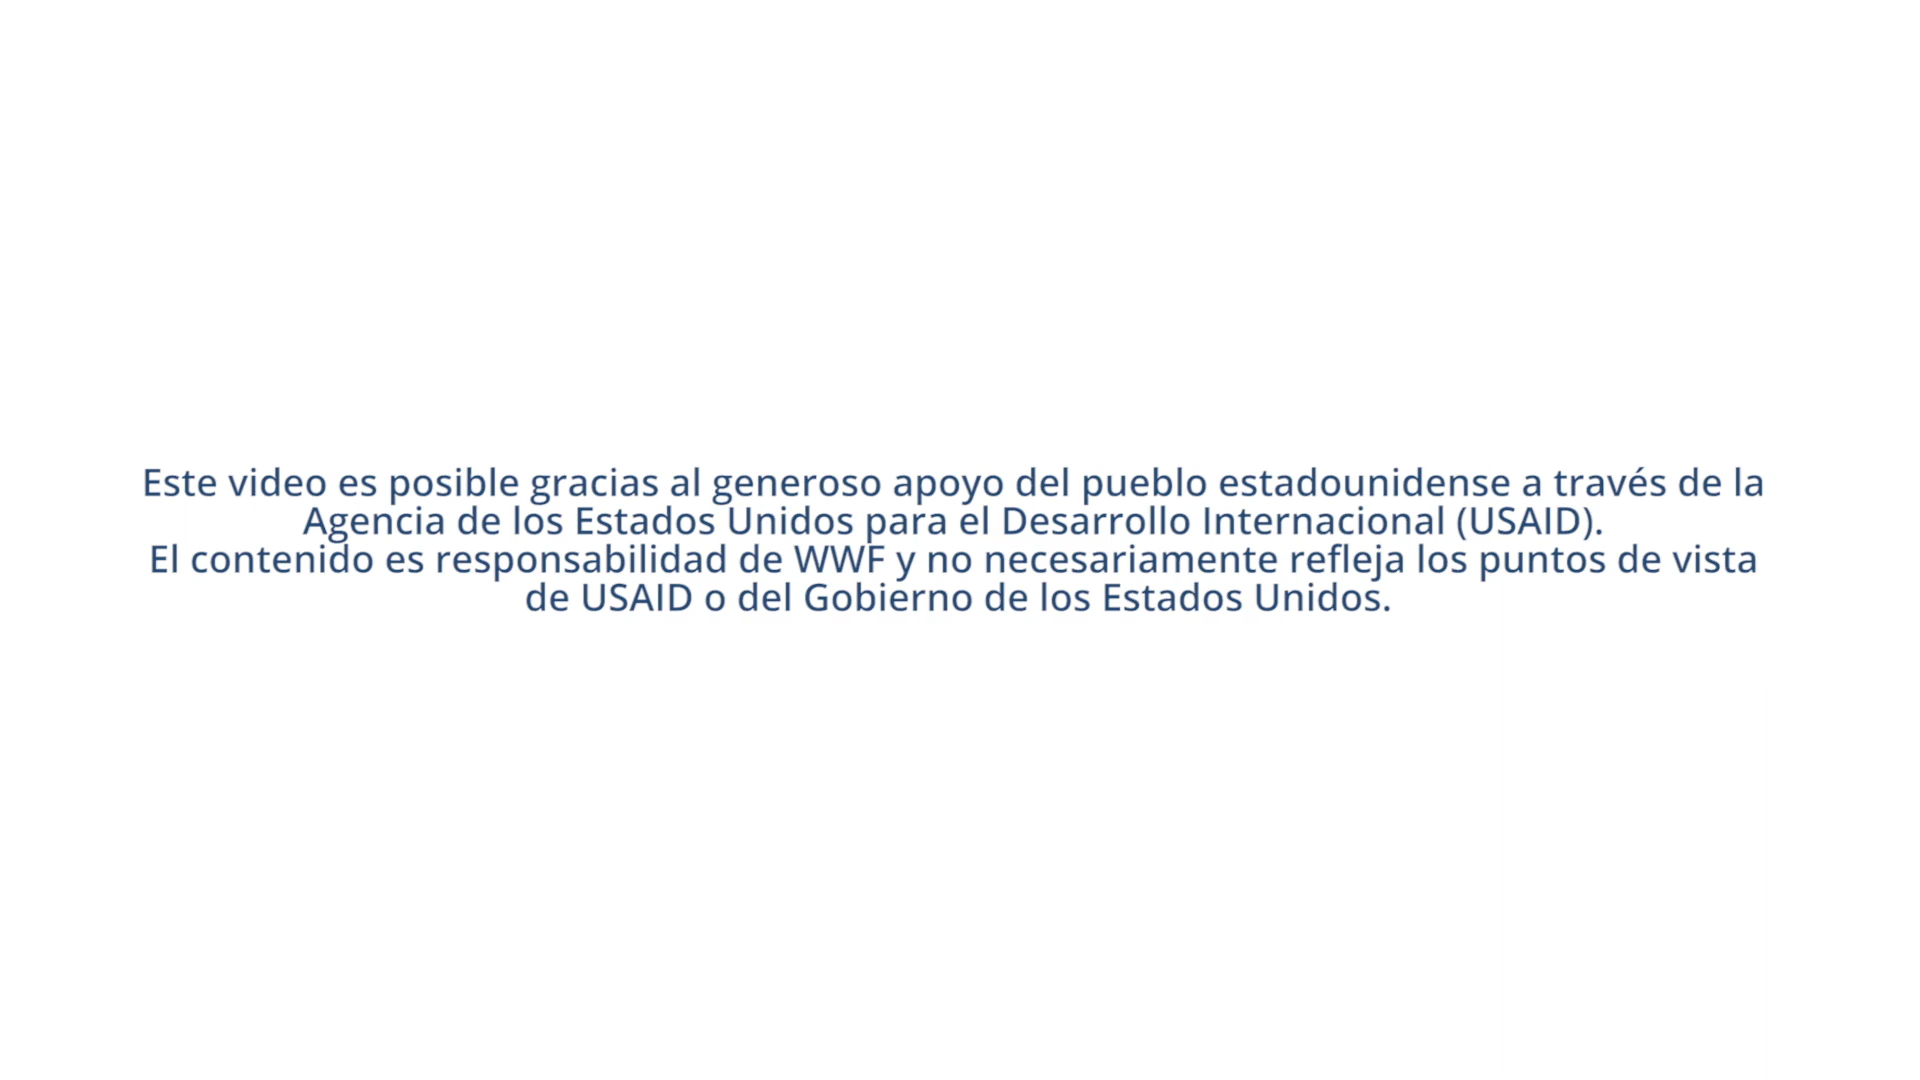 Este video es posible gracias al generoso apoyo del pueblo estadounidense a través de la
Agencia de los Estados Unidos para el Desarrollo Internacional (USAID).
El contenido es responsabilidad de WWF y no necesariamente refleja los puntos de vista
de USAID o del Gobierno de los Estados Unidos.